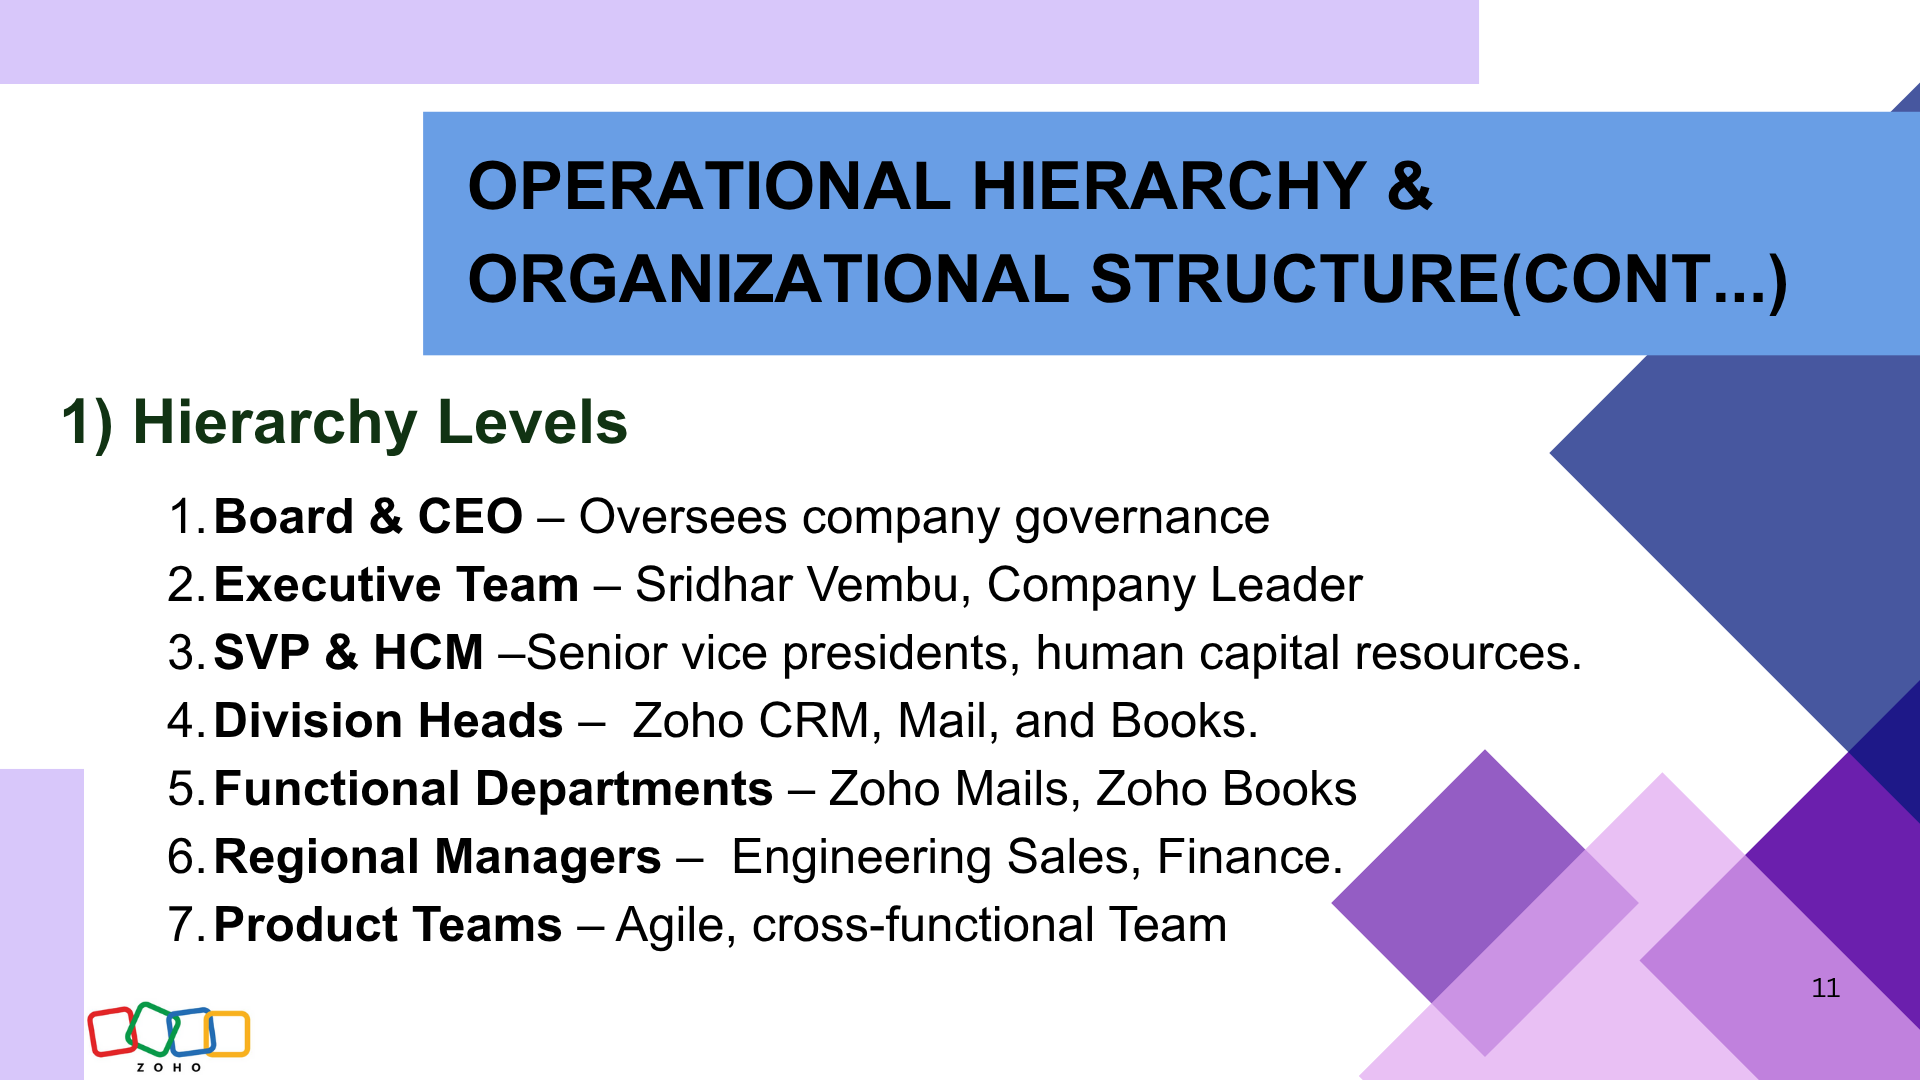 OPERATIONAL HIERARCHY &
ORGANIZATIONAL STRUCTURE(CONT...)
1) Hierarchy Levels
1. Board & CEO – Oversees company governance
2. Executive Team – Sridhar Vembu, Company Leader
3. SVP & HCM –Senior vice presidents, human capital resources.
4. Division Heads –  Zoho CRM, Mail, and Books.
5. Functional Departments – Zoho Mails, Zoho Books
6. Regional Managers –  Engineering Sales, Finance.
7. Product Teams – Agile, cross-functional Team
11
ZOHO